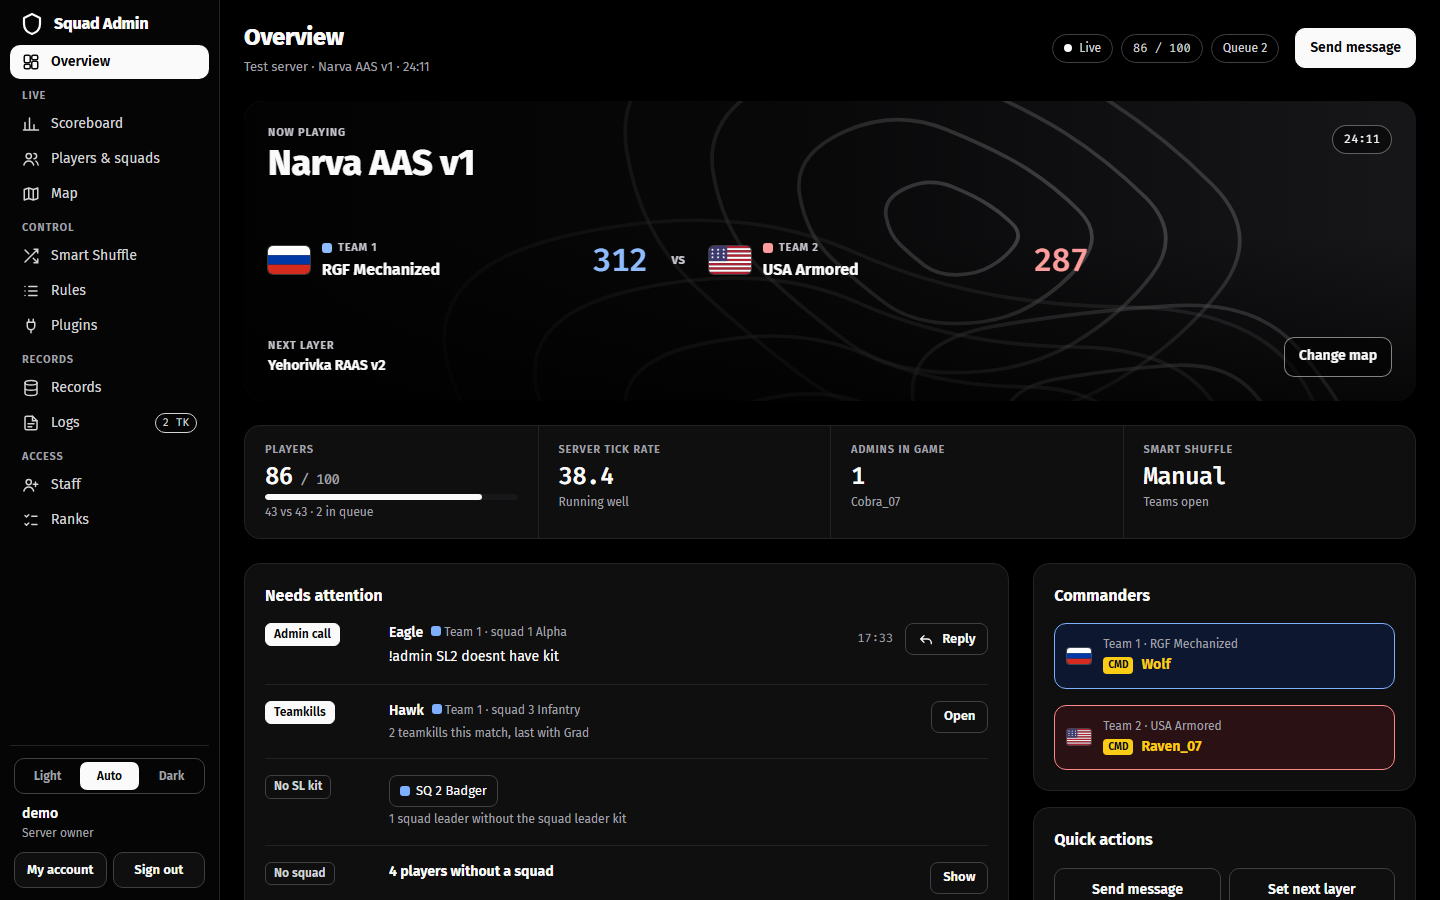 Squad Admin
Overview
LIVE
Scoreboard
Players & squads
Map
CONTROL
Smart Shuffle
Rules
Plugins
RECORDS
Records
Logs
2 TK
ACCESS
Staff
Ranks
Light Auto Dark
demo
Server owner
My account Sign out
Overview
Test server · Narva AAS v1 · 24:11
Live
86 / 100
Queue 2
Send message
NOW PLAYING
Narva AAS v1
24:11
TEAM 1
RGF Mechanized
312
VS
TEAM 2
USA Armored
287
NEXT LAYER
Yehorivka RAAS v2
Change map
PLAYERS
86 / 100
43 vs 43 · 2 in queue
SERVER TICK RATE
38.4
Running well
ADMINS IN GAME
1
Cobra_07
SMART SHUFFLE
Manual
Teams open
Needs attention
Admin call
Eagle Team 1 · squad 1 Alpha
!admin SL2 doesnt have kit
17:33
Reply
Teamkills
Hawk Team 1 · squad 3 Infantry
2 teamkills this match, last with Grad
Open
No SL kit
SQ 2 Badger
1 squad leader without the squad leader kit
No squad
4 players without a squad
Show
Commanders
Team 1 · RGF Mechanized
CMD Wolf
Team 2 · USA Armored
CMD Raven_07
Quick actions
Send message
Set next layer